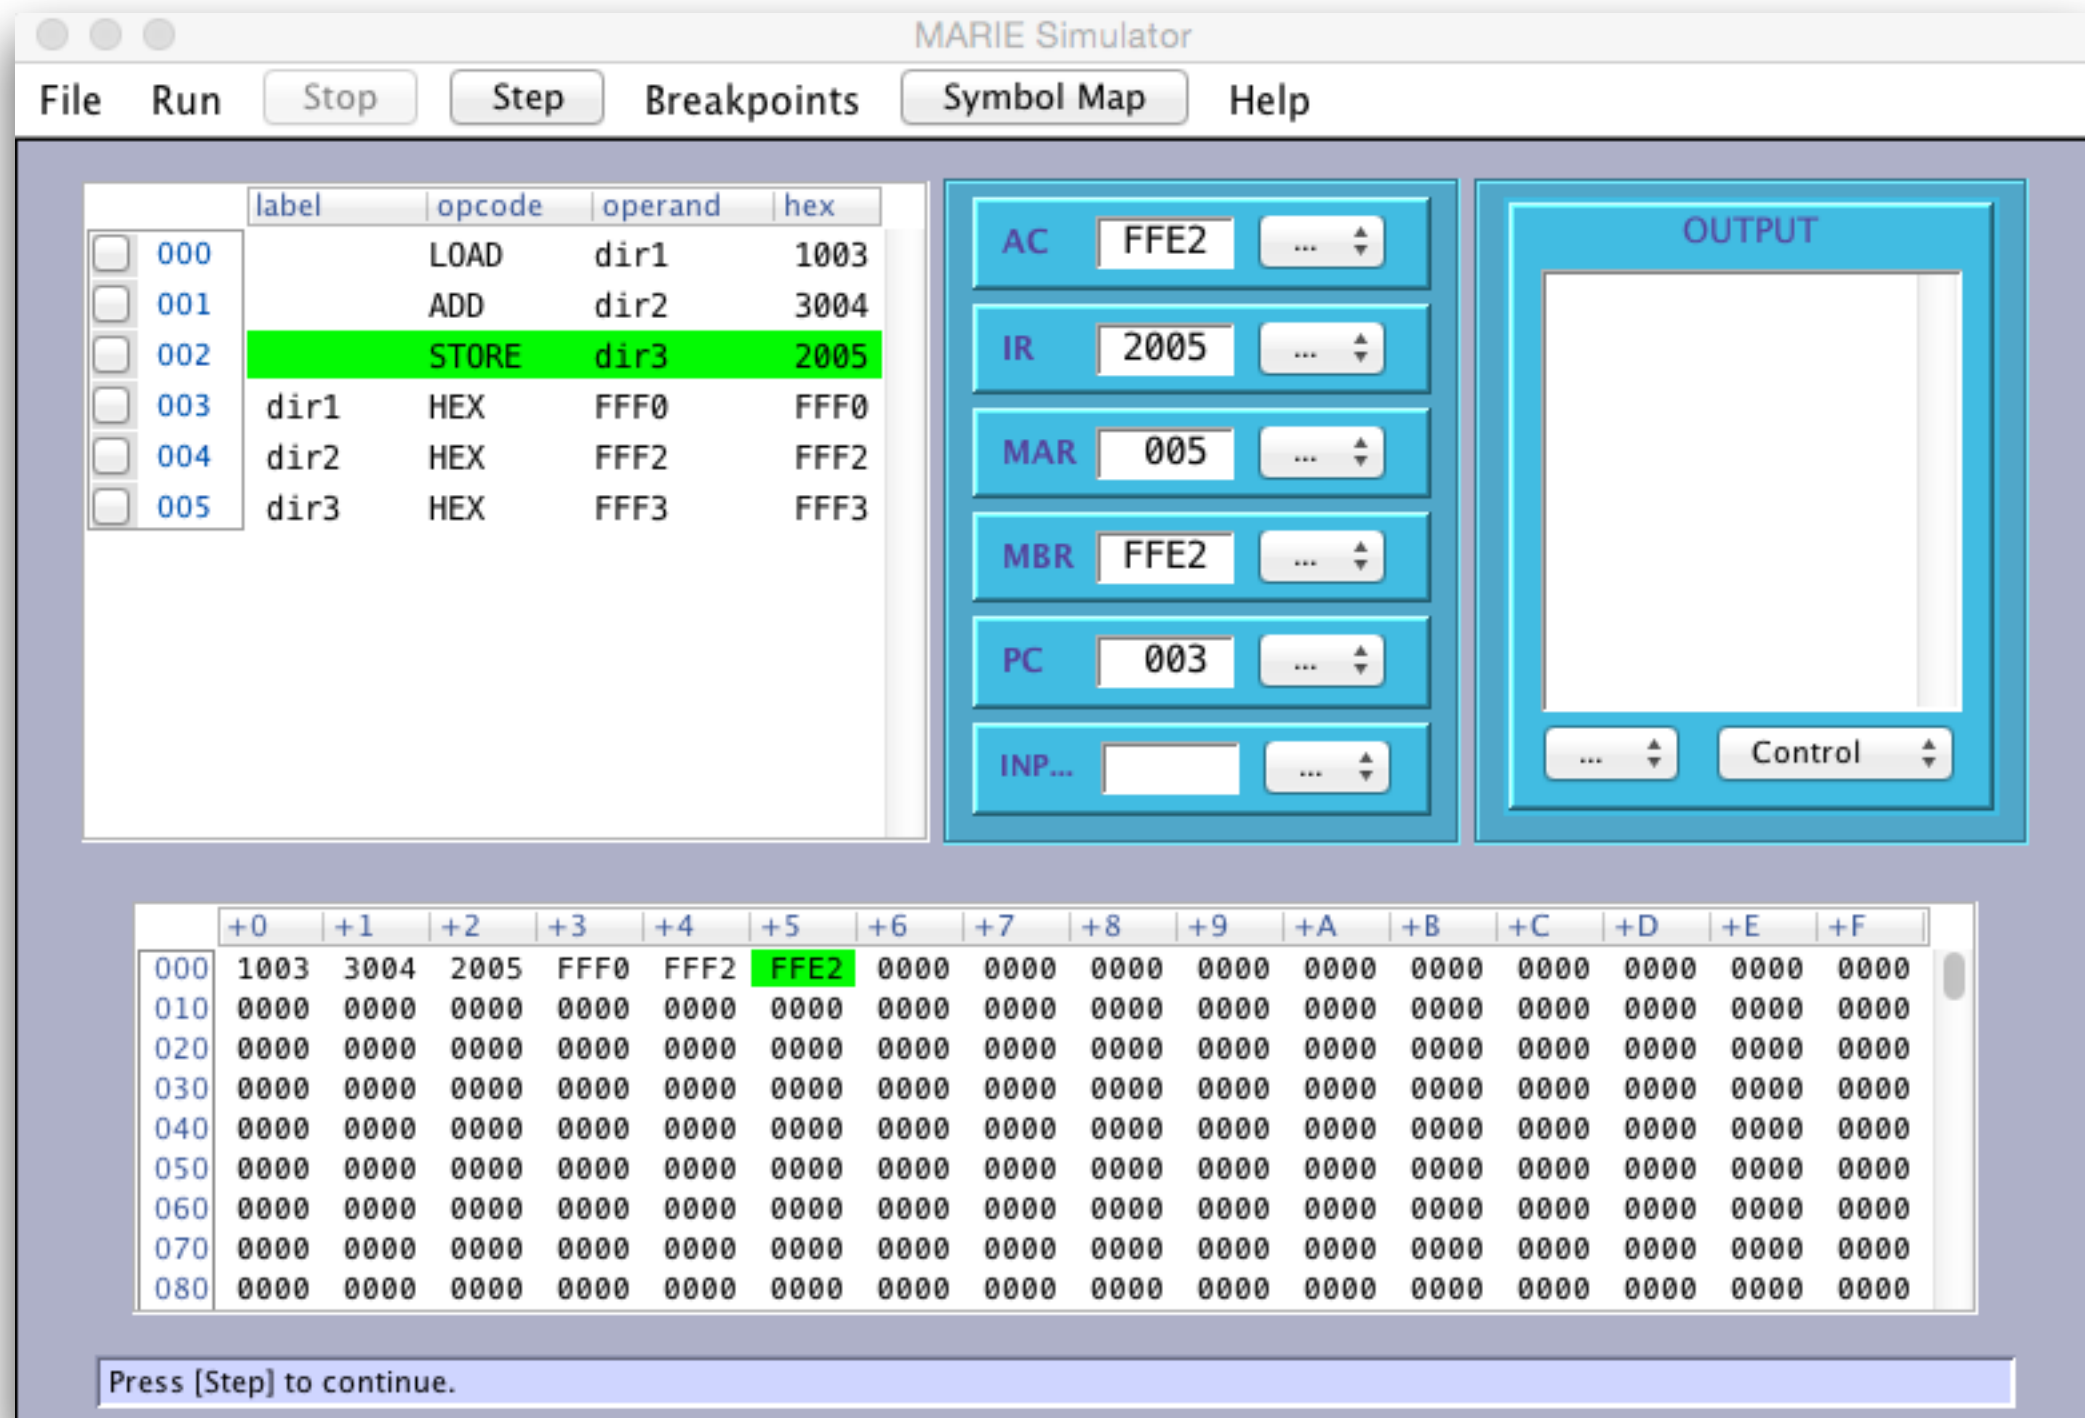 MARIE Simulator
File Run Stop Step Breakpoints Symbol Map Help
label opcode operand hex
000 LOAD dir1 1003
001 ADD dir2 3004
002 STORE dir3 2005
003 dir1 HEX FFF0 FFF0
004 dir2 HEX FFF2 FFF2
005 dir3 HEX FFF3 FFF3
AC FFE2 ...
IR 2005 ...
MAR 005 ...
MBR FFE2 ...
PC 003 ...
INP... ...
OUTPUT
... Control
+0 +1 +2 +3 +4 +5 +6 +7 +8 +9 +A +B +C +D +E +F
000 1003 3004 2005 FFF0 FFF2 FFE2 0000 0000 0000 0000 0000 0000 0000 0000 0000 0000
010 0000 0000 0000 0000 0000 0000 0000 0000 0000 0000 0000 0000 0000 0000 0000 0000
020 0000 0000 0000 0000 0000 0000 0000 0000 0000 0000 0000 0000 0000 0000 0000 0000
030 0000 0000 0000 0000 0000 0000 0000 0000 0000 0000 0000 0000 0000 0000 0000 0000
040 0000 0000 0000 0000 0000 0000 0000 0000 0000 0000 0000 0000 0000 0000 0000 0000
050 0000 0000 0000 0000 0000 0000 0000 0000 0000 0000 0000 0000 0000 0000 0000 0000
060 0000 0000 0000 0000 0000 0000 0000 0000 0000 0000 0000 0000 0000 0000 0000 0000
070 0000 0000 0000 0000 0000 0000 0000 0000 0000 0000 0000 0000 0000 0000 0000 0000
080 0000 0000 0000 0000 0000 0000 0000 0000 0000 0000 0000 0000 0000 0000 0000 0000
Press [Step] to continue.